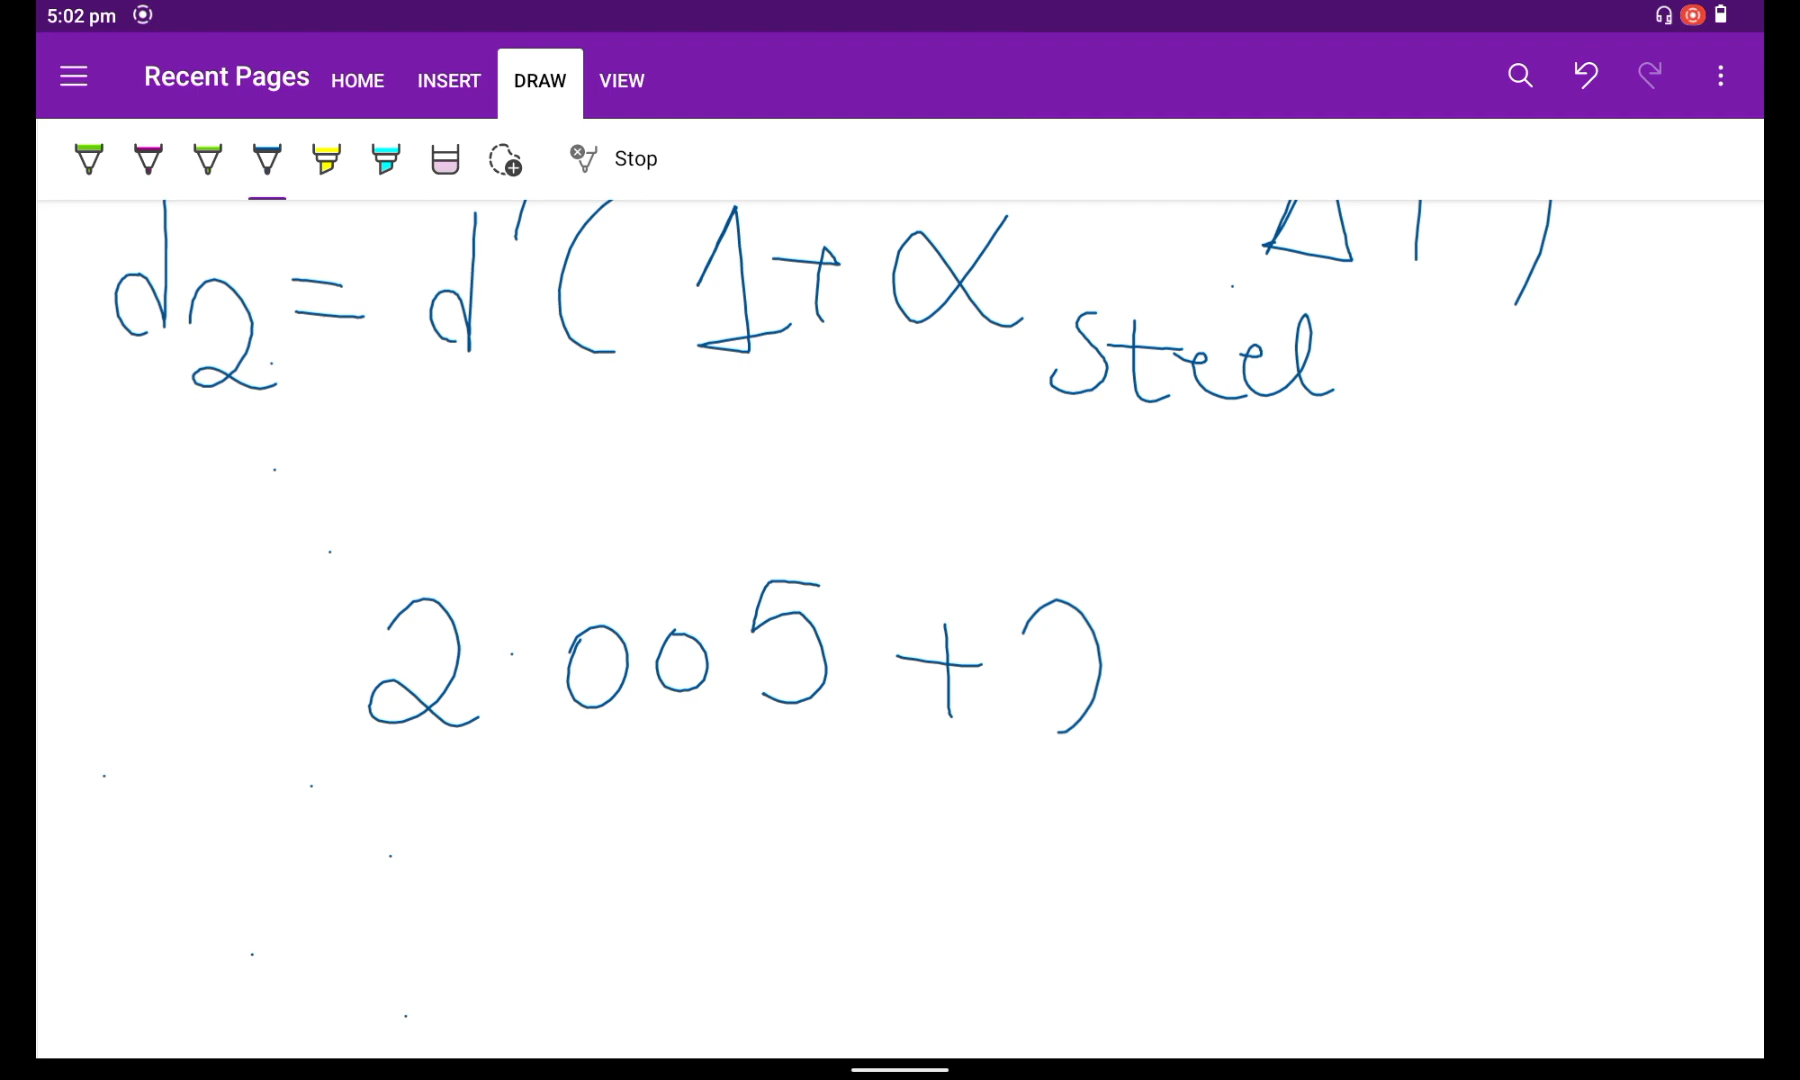 5:02 pm
Recent Pages HOME INSERT DRAW VIEW
Stop
d2 = d'(1 + α steel ΔT)
2.005 +